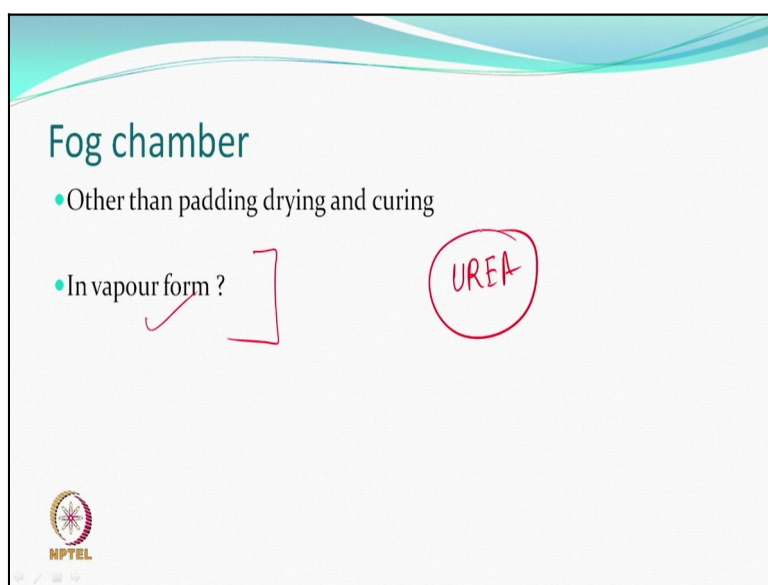 Fog chamber
•Other than padding drying and curing
•In vapour form ?
UREA
NPTEL